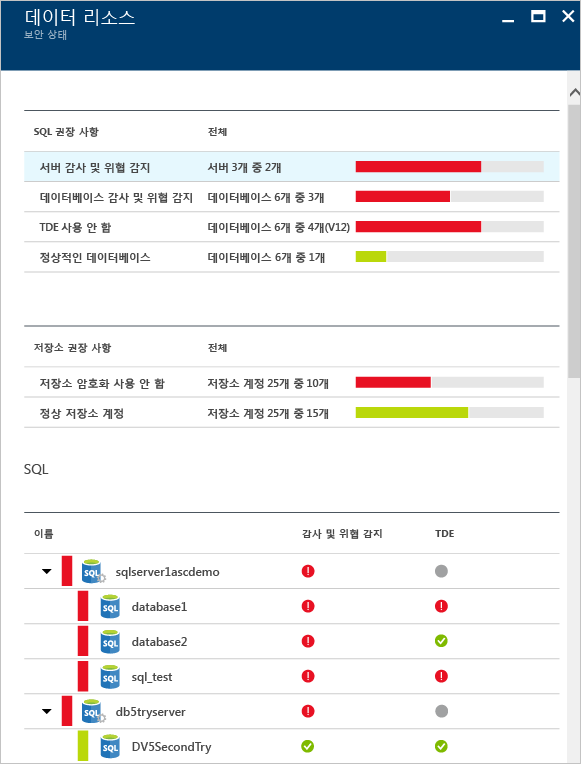 데이터 리소스
보안 상태
SQL 권장 사항 전체
서버 감사 및 위협 감지 서버 3개 중 2개
데이터베이스 감사 및 위협 감지 데이터베이스 6개 중 3개
TDE 사용 안 함 데이터베이스 6개 중 4개(V12)
정상적인 데이터베이스 데이터베이스 6개 중 1개
저장소 권장 사항 전체
저장소 암호화 사용 안 함 저장소 계정 25개 중 10개
정상 저장소 계정 저장소 계정 25개 중 15개
SQL
이름 감사 및 위협 감지 TDE
SQL sqlserver1ascdemo
SQL database1
SQL database2
SQL sql_test
SQL db5tryserver
SQL DV5SecondTry